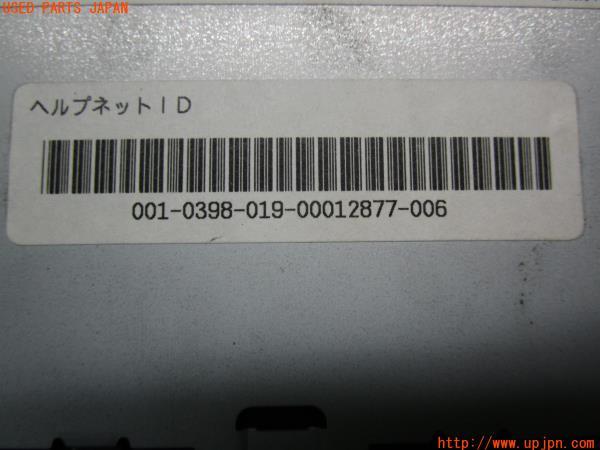 USED PARTS JAPAN
ヘルプネットID
001-0398-019-00012877-006
http://www.upjpn.com/